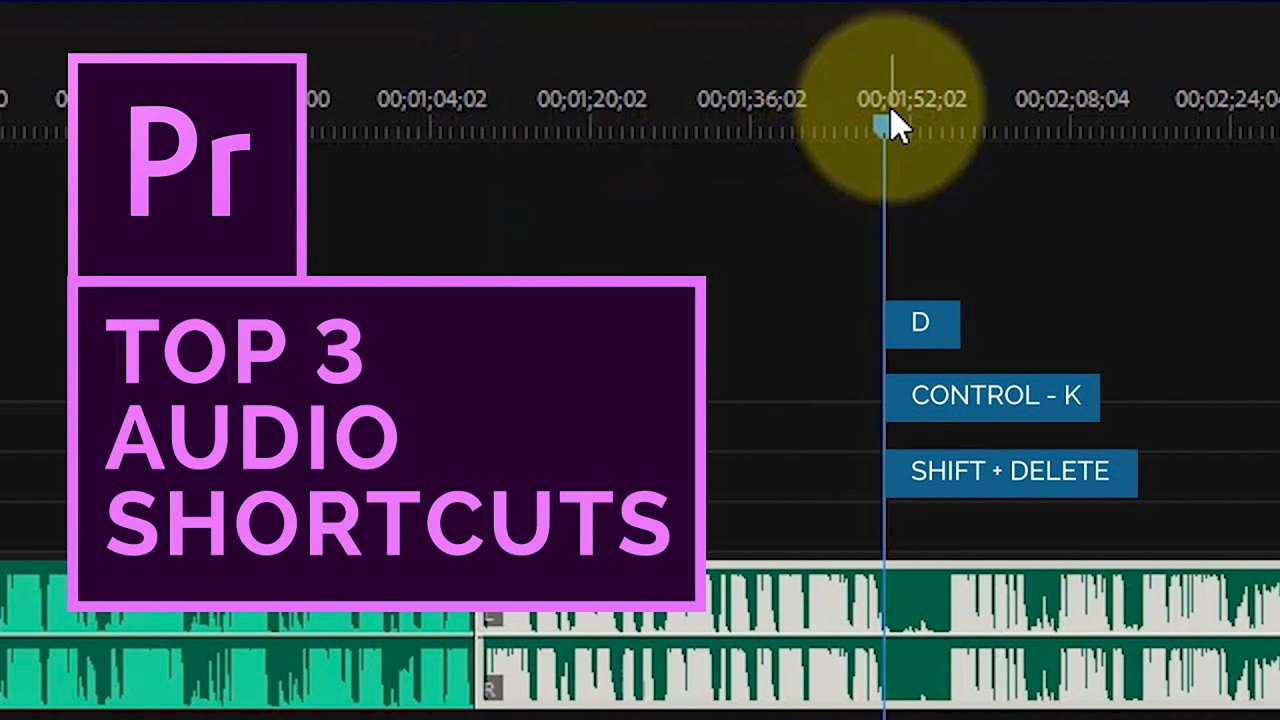 00;01;04;02 00;01;20;02 00;01;36;02 00;01;52;02 00;02;08;04
Pr
TOP 3
AUDIO
SHORTCUTS
D
CONTROL - K
SHIFT + DELETE
R